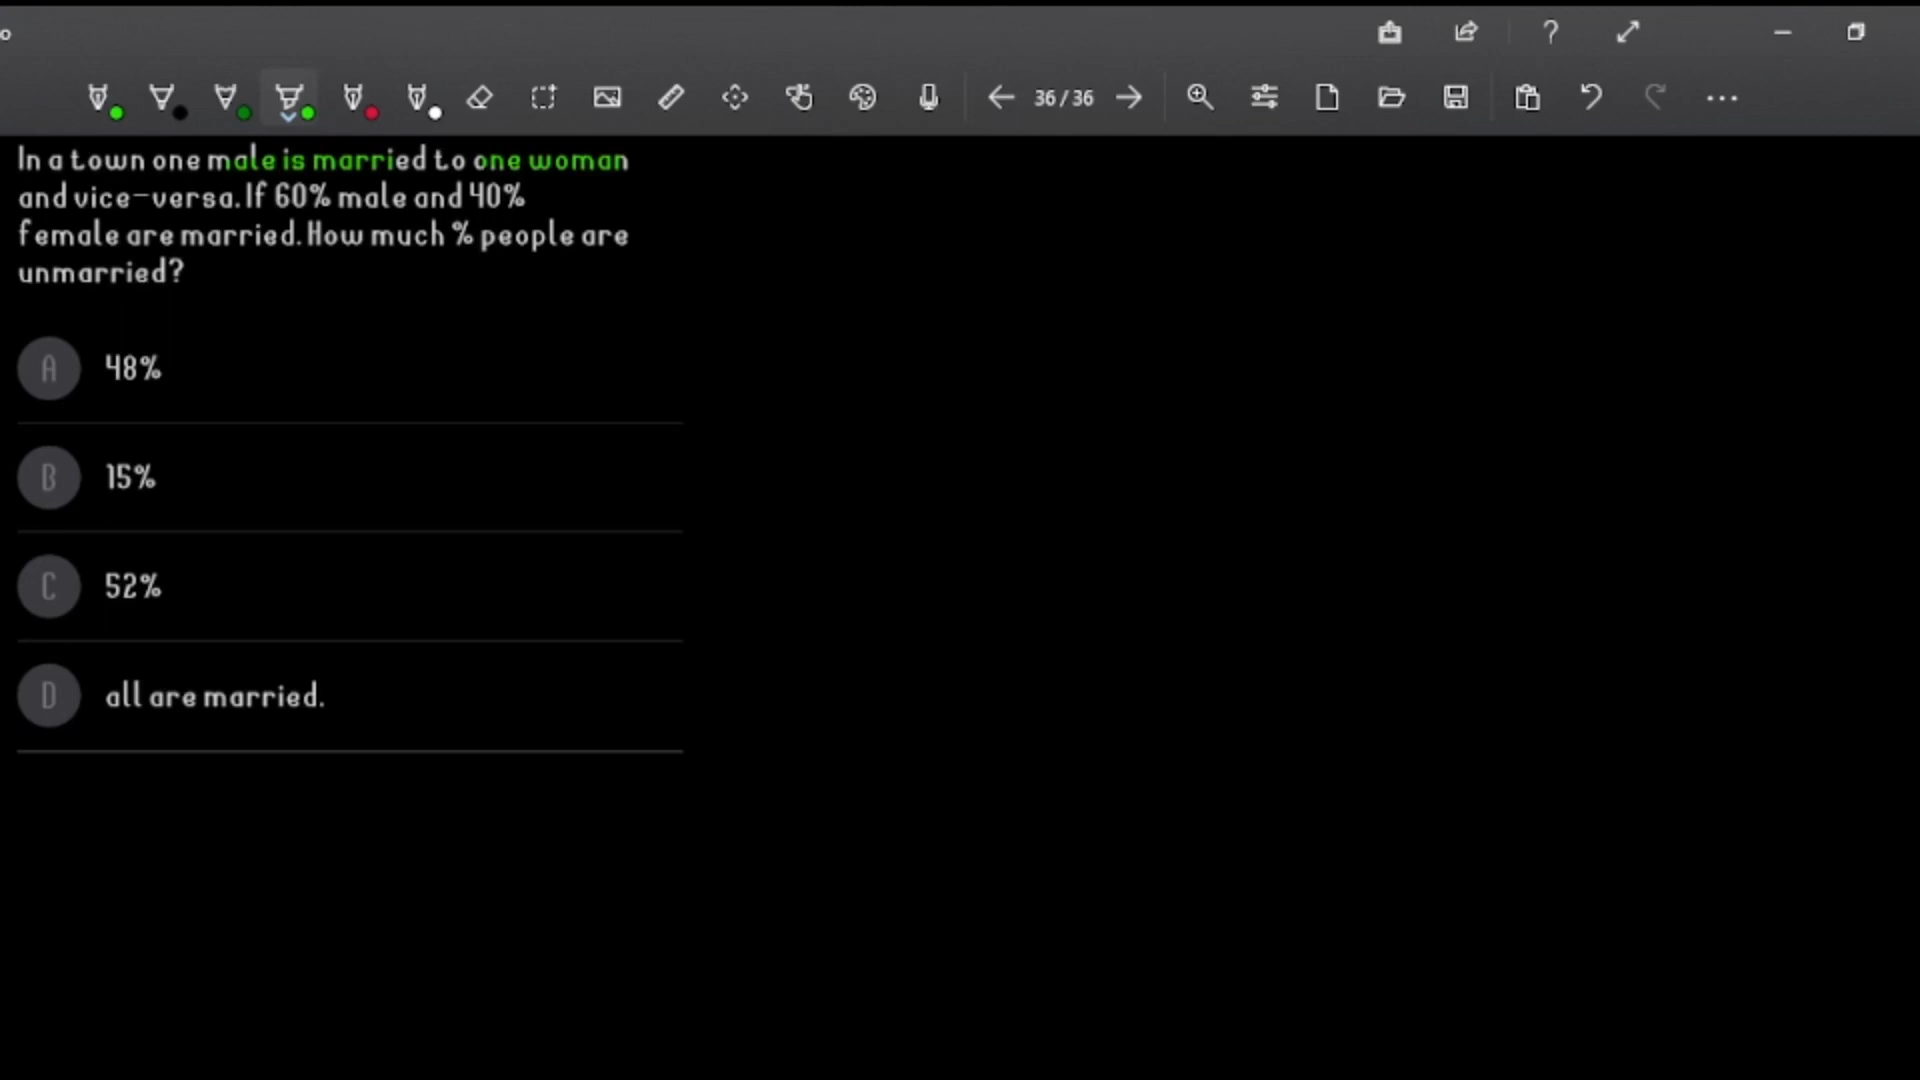 36/36
In a town one male is married to one woman
and vice-versa. If 60% male and 40%
female are married. How much % people are
unmarried?
A 48%
B 15%
C 52%
D all are married.